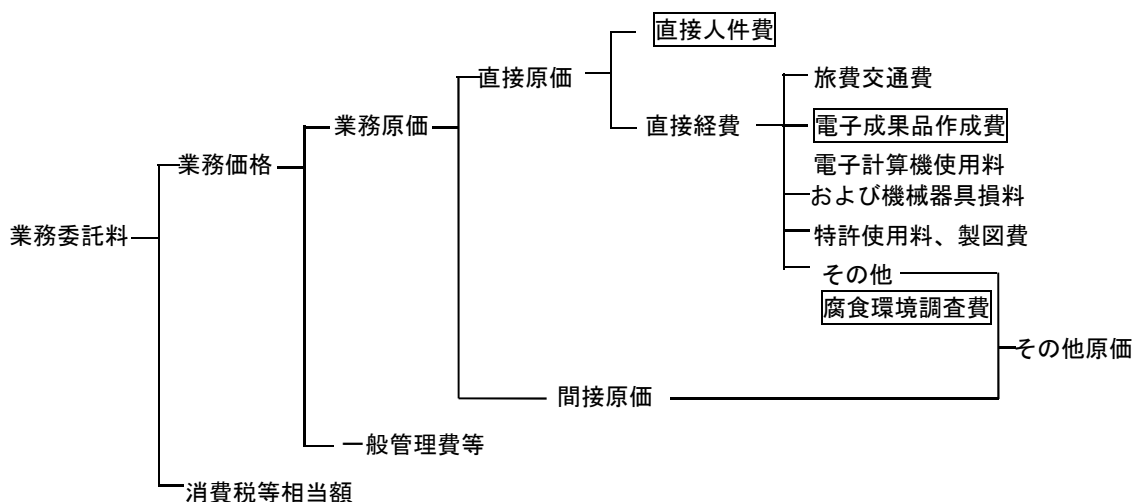 直接人件費
直接原価
旅費交通費
直接経費
業務原価
電子成果品作成費
業務価格
電子計算機使用料
および機械器具損料
業務委託料
特許使用料、製図費
その他
腐食環境調査費
その他原価
間接原価
一般管理費等
消費税等相当額